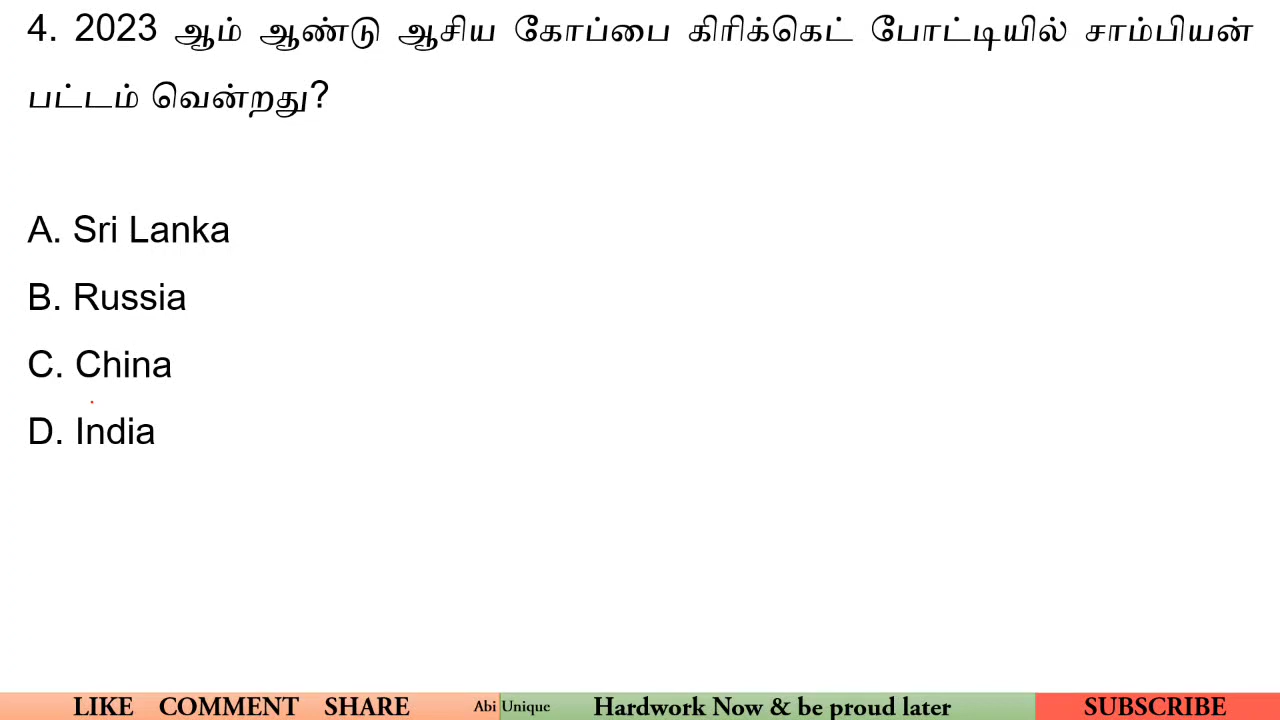 4. 2023 ஆம் ஆண்டு ஆசிய கோப்பை கிரிக்கெட் போட்டியில் சாம்பியன்
பட்டம் வென்றது?
A. Sri Lanka
B. Russia
C. China
D. India
LIKE COMMENT SHARE Abi Unique Hardwork Now & be proud later SUBSCRIBE